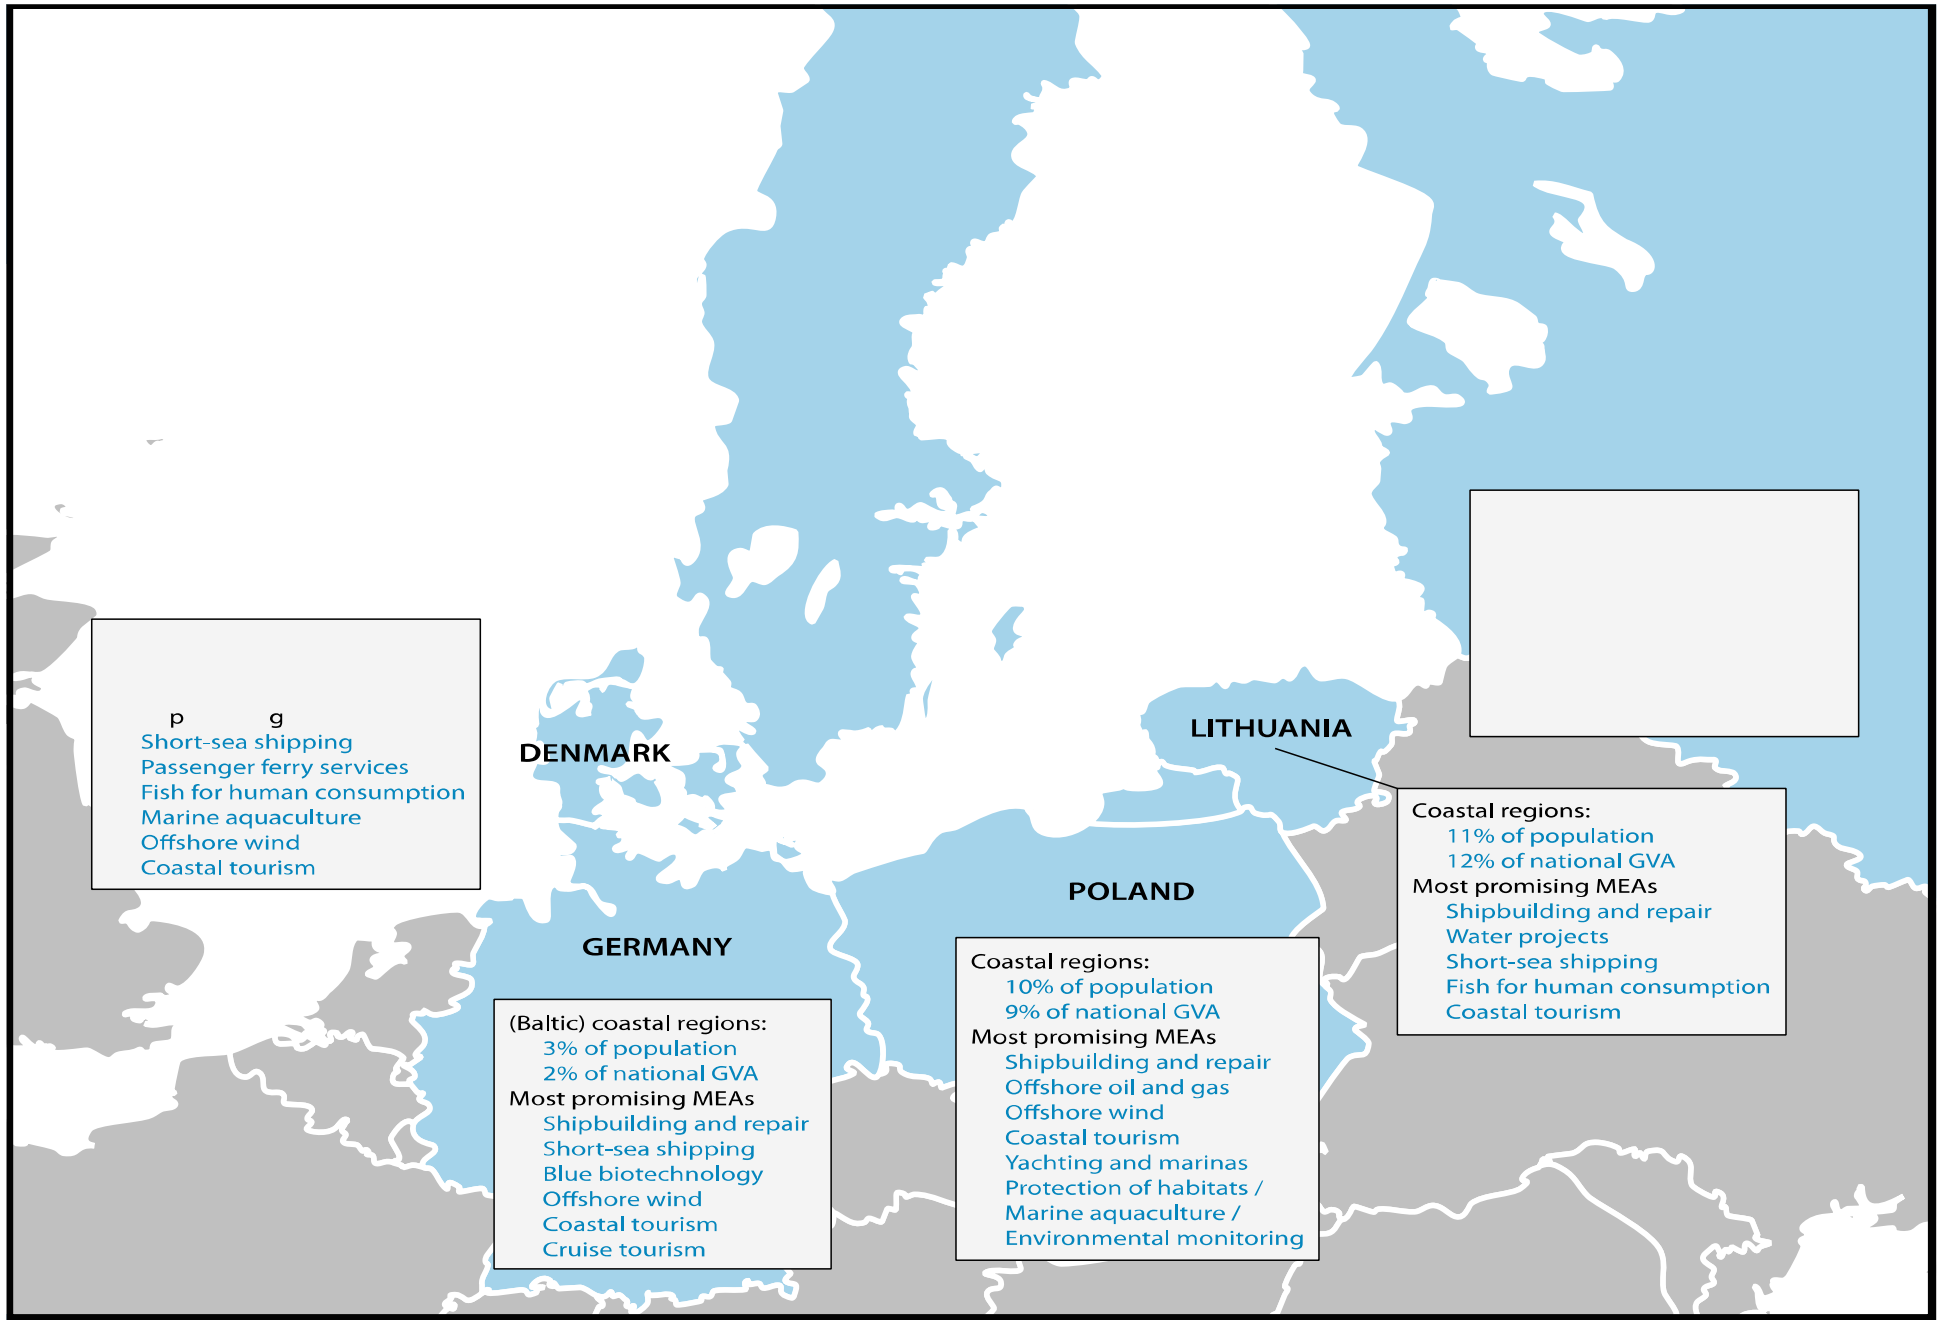 p g
Short-sea shipping
Passenger ferry services
Fish for human consumption
Marine aquaculture
Offshore wind
Coastal tourism
DENMARK
LITHUANIA
Coastal regions:
11% of population
12% of national GVA
Most promising MEAs
Shipbuilding and repair
Water projects
Short-sea shipping
Fish for human consumption
Coastal tourism
GERMANY
(Baltic) coastal regions:
3% of population
2% of national GVA
Most promising MEAs
Shipbuilding and repair
Short-sea shipping
Blue biotechnology
Offshore wind
Coastal tourism
Cruise tourism
POLAND
Coastal regions:
10% of population
9% of national GVA
Most promising MEAs
Shipbuilding and repair
Offshore oil and gas
Offshore wind
Coastal tourism
Yachting and marinas
Protection of habitats /
Marine aquaculture /
Environmental monitoring